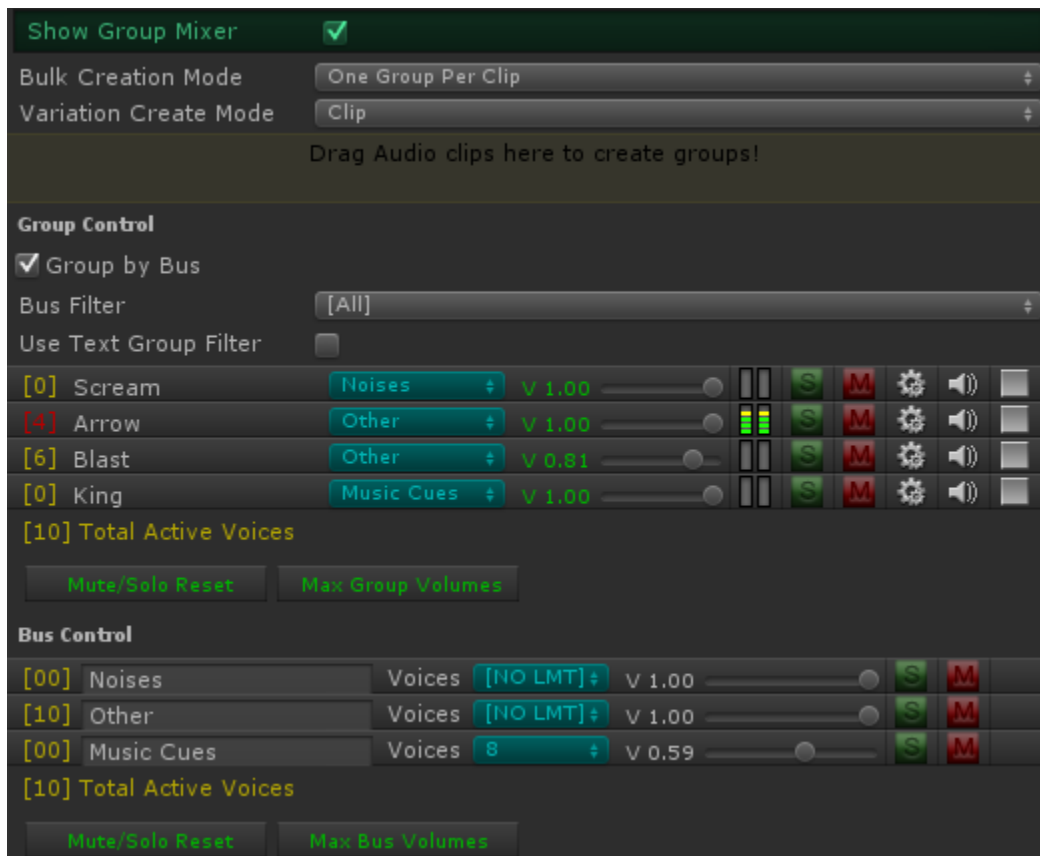 Show Group Mixer
Bulk Creation Mode One Group Per Clip
Variation Create Mode Clip
Drag Audio clips here to create groups!
Group Control
Group by Bus
Bus Filter [All]
Use Text Group Filter
[0] Scream Noises V 1.00 S M
[4] Arrow Other V 1.00 S M
[6] Blast Other V 0.81 S M
[0] King Music Cues V 1.00 S M
[10] Total Active Voices
Mute/Solo Reset Max Group Volumes
Bus Control
[00] Noises Voices [NO LMT] V 1.00 S M
[10] Other Voices [NO LMT] V 1.00 S M
[00] Music Cues Voices 8 V 0.59 S M
[10] Total Active Voices
Mute/Solo Reset Max Bus Volumes